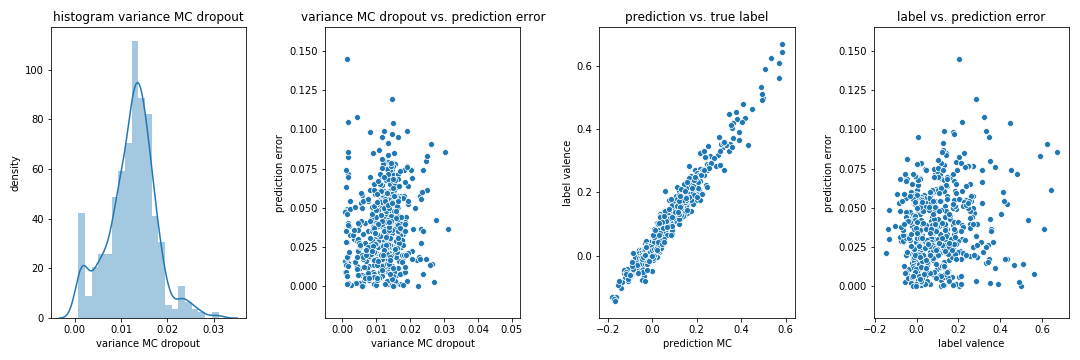 histogram variance MC dropout
variance MC dropout vs. prediction error
prediction vs. true label
label vs. prediction error
density
100
80
60
40
20
0
0.00 0.01 0.02 0.03
variance MC dropout
prediction error
0.150
0.125
0.100
0.075
0.050
0.025
0.000
0.00 0.01 0.02 0.03 0.04 0.05
variance MC dropout
label valence
0.6
0.4
0.2
0.0
−0.2 0.0 0.2 0.4 0.6
prediction MC
prediction error
0.150
0.125
0.100
0.075
0.050
0.025
0.000
−0.2 0.0 0.2 0.4 0.6
label valence